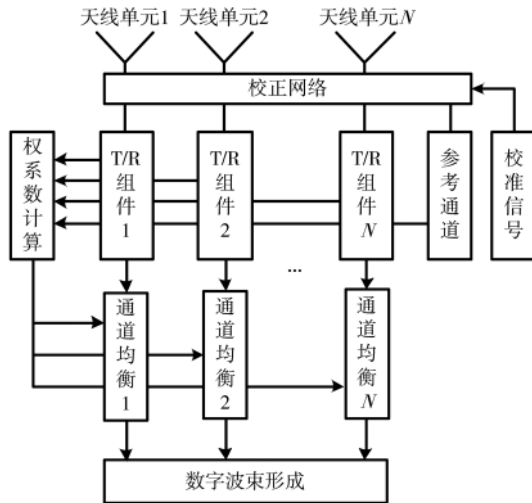 天线单元1 天线单元2 天线单元N
校正网络
权系数计算
T/R组件1
T/R组件2
T/R组件N
参考通道
校准信号
...
通道均衡1
通道均衡2
通道均衡N
数字波束形成